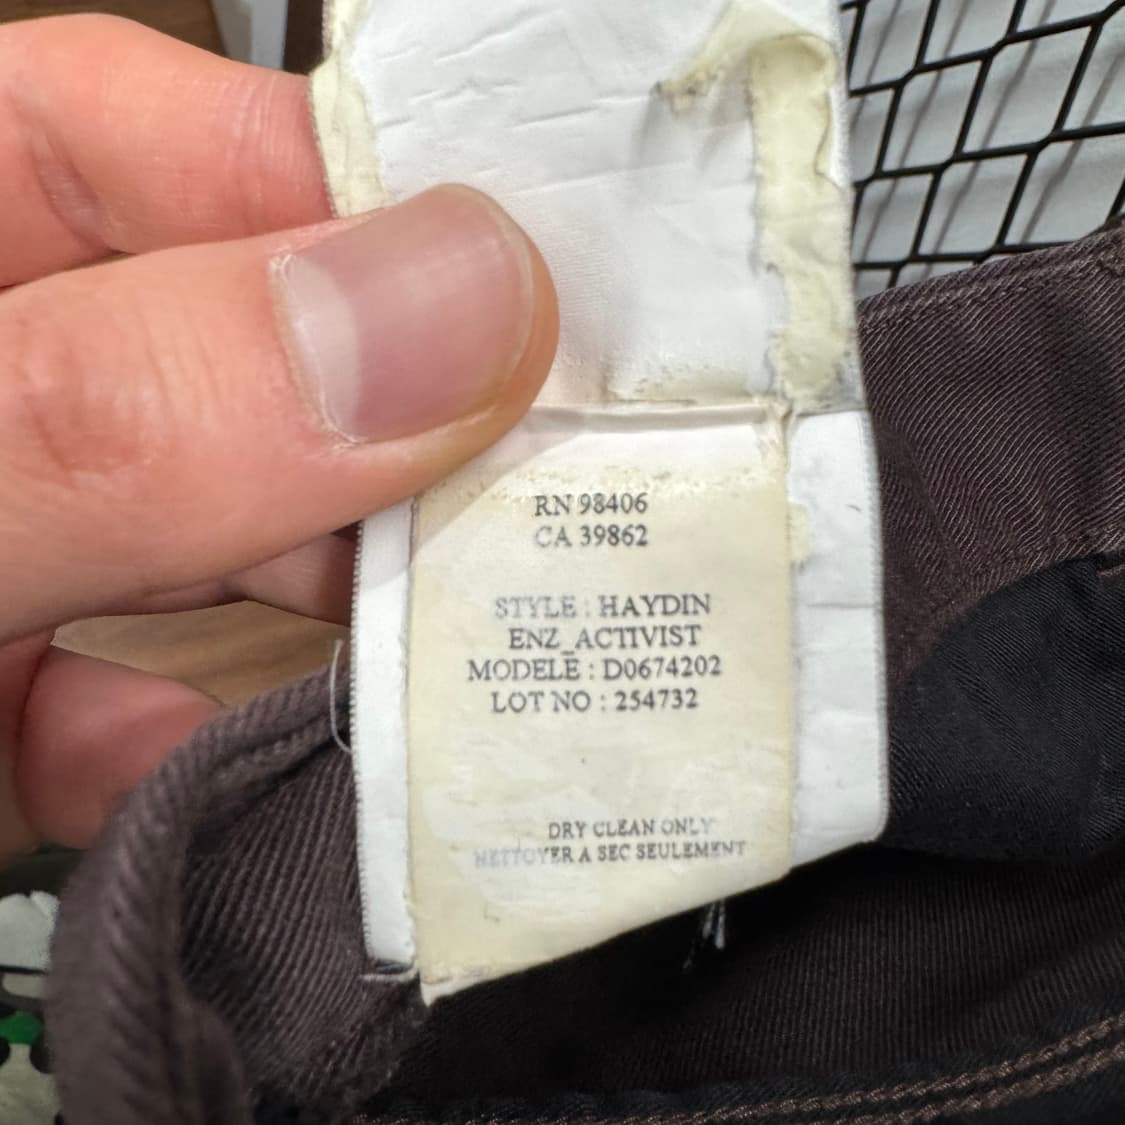 RN 98406
CA 39862
STYLE : HAYDIN
ENZ_ACTIVIST
MODELE : D0674202
LOT NO : 254732
DRY CLEAN ONLY
NETTOYER A SEC SEULEMENT